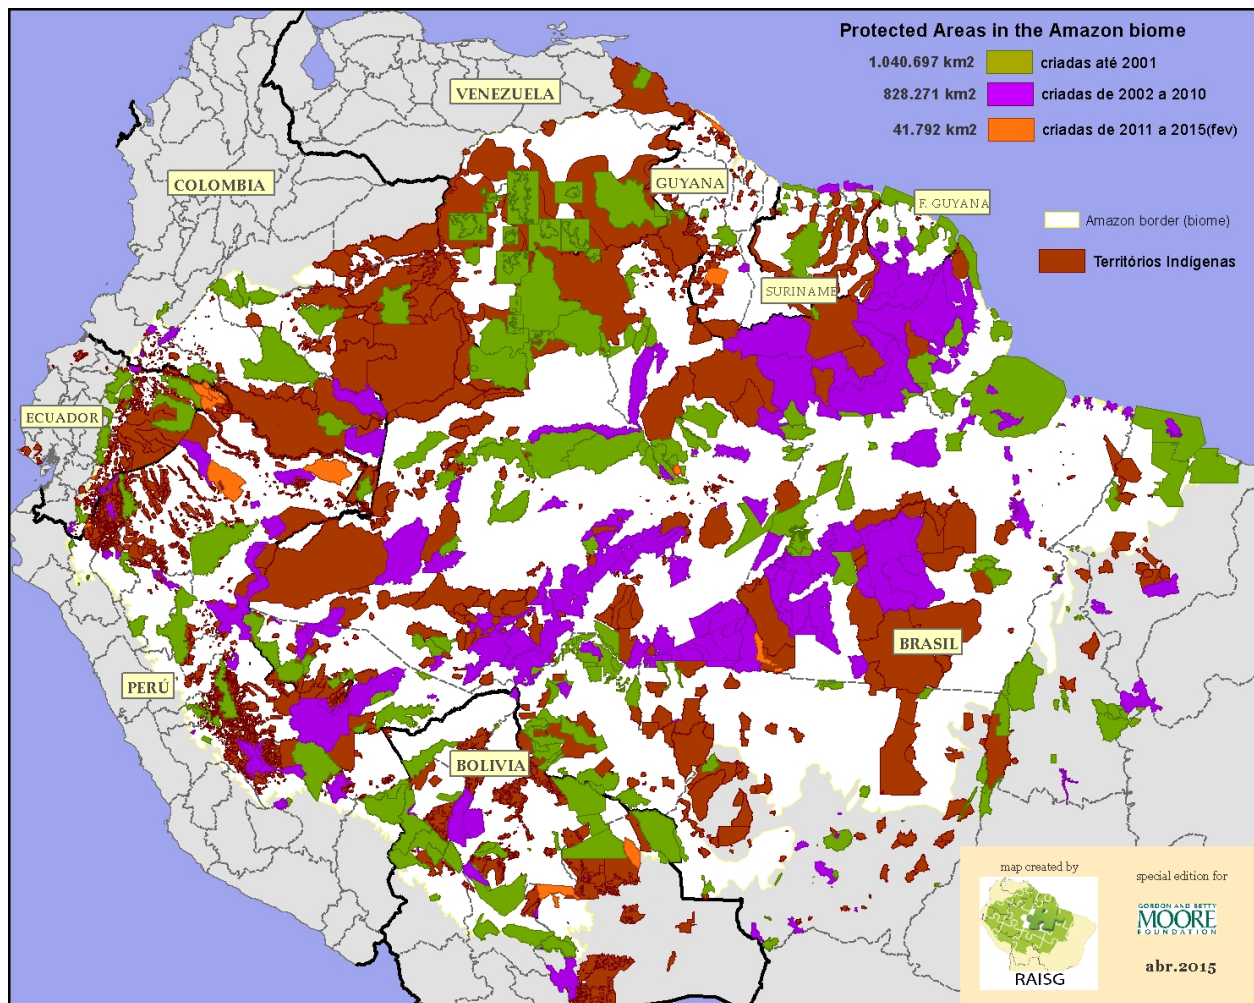 Protected Areas in the Amazon biome
1.040.697 km2 criadas até 2001
828.271 km2 criadas de 2002 a 2010
41.792 km2 criadas de 2011 a 2015(fev)
Amazon border (biome)
Territórios Indígenas
VENEZUELA
COLOMBIA
GUYANA
F. GUYANA
SURINAME
ECUADOR
BRASIL
PERÚ
BOLIVIA
map created by
RAISG
special edition for
GORDON AND BETTY
MOORE
FOUNDATION
abr.2015